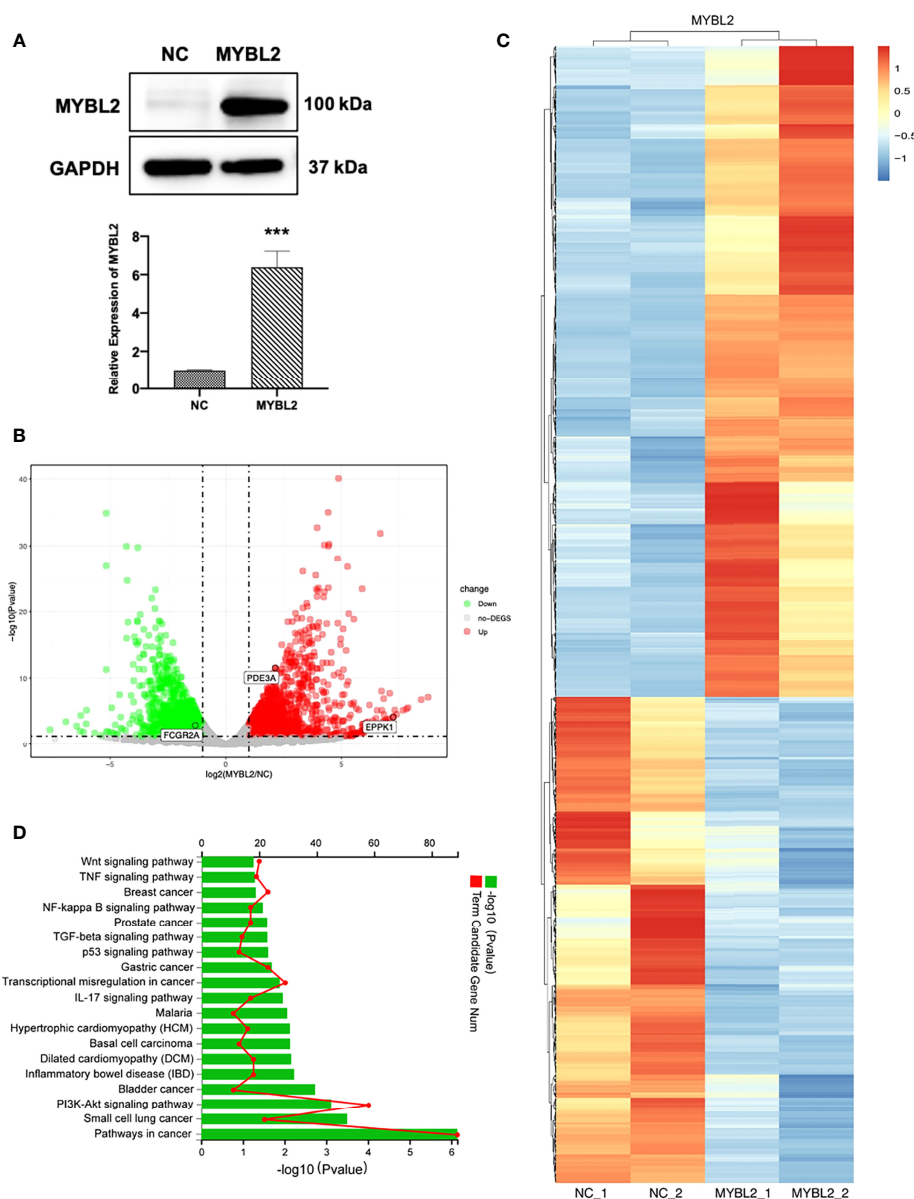 A
NC MYBL2
MYBL2 100 kDa
GAPDH 37 kDa
Relative Expression of MYBL2
8
6
4
2
0
***
NC MYBL2
B
40
30
20
10
0
−log10(Pvalue)
PDE3A
FCGR2A
EPPK1
−5 0 5
log2(MYBL2/NC)
change
Down
no−DEGS
Up
C
MYBL2
1
0.5
0
−0.5
−1
NC_1 NC_2 MYBL2_1 MYBL2_2
D
0 20 40 60 80
Wnt signaling pathway
TNF signaling pathway
Breast cancer
NF-kappa B signaling pathway
Prostate cancer
TGF-beta signaling pathway
p53 signaling pathway
Gastric cancer
Transcriptional misregulation in cancer
IL-17 signaling pathway
Malaria
Hypertrophic cardiomyopathy (HCM)
Basal cell carcinoma
Dilated cardiomyopathy (DCM)
Inflammatory bowel disease (IBD)
Bladder cancer
PI3K-Akt signaling pathway
Small cell lung cancer
Pathways in cancer
0 1 2 3 4 5 6
-log10 (Pvalue)
-log10 (Pvalue)
Term Candidate Gene Num